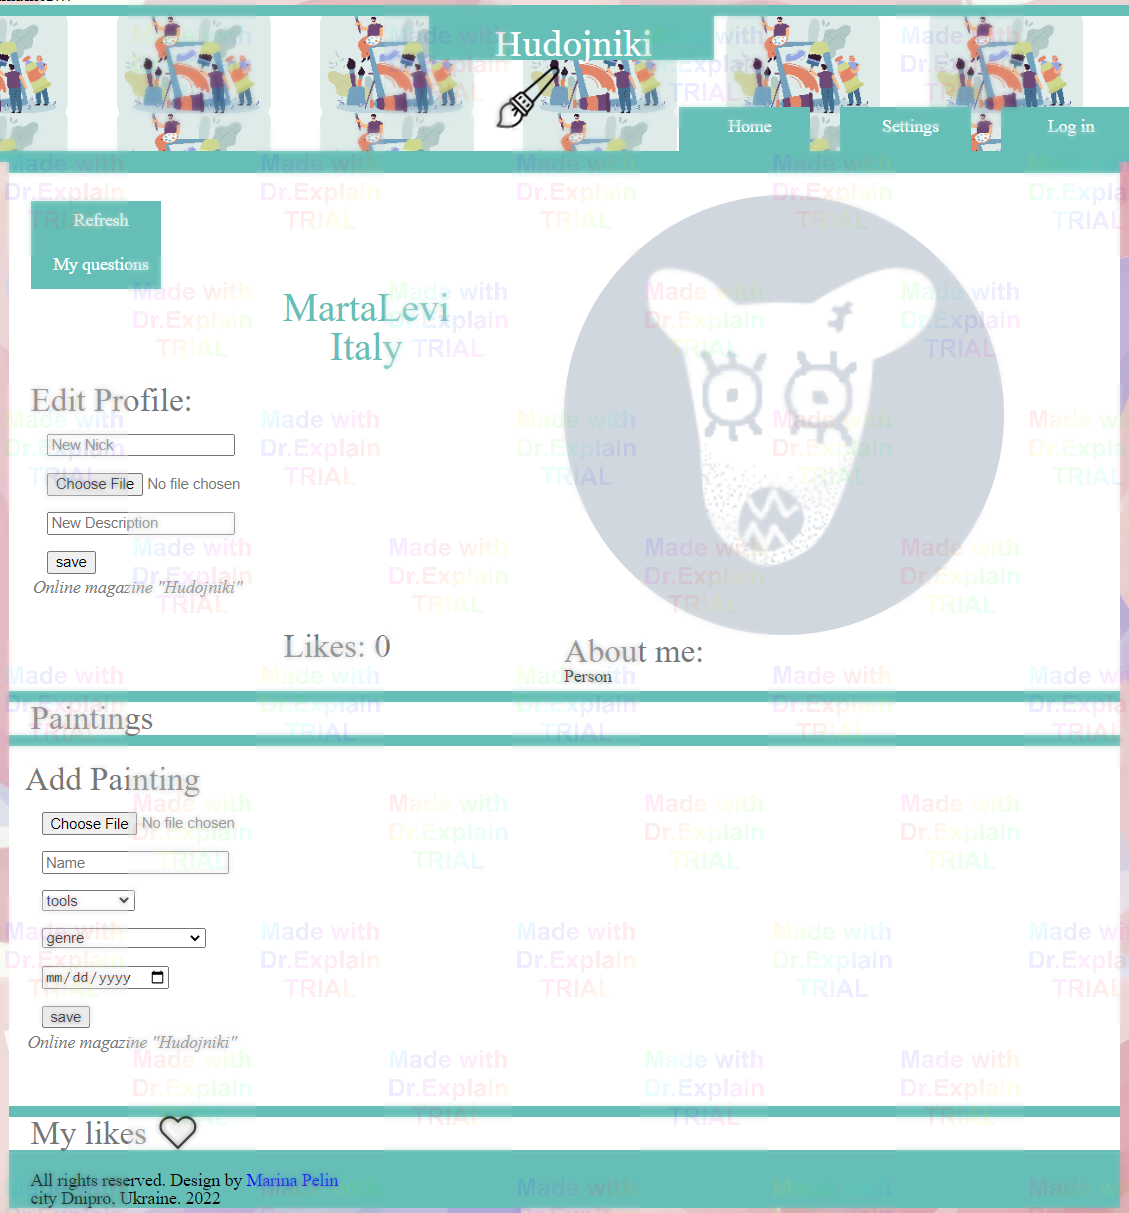 Hudojniki
Home
Settings
Log in
Refresh
My questions
MartaLevi
Italy
Edit Profile:
New Nick
Choose File No file chosen
New Description
save
Online magazine "Hudojniki"
Likes: 0
About me:
Person
Paintings
Add Painting
Choose File No file chosen
Name
tools
genre
mm/dd/yyyy
save
Online magazine "Hudojniki"
My likes
All rights reserved. Design by Marina Pelin
city Dnipro, Ukraine. 2022
Made with
Dr.Explain
TRIAL